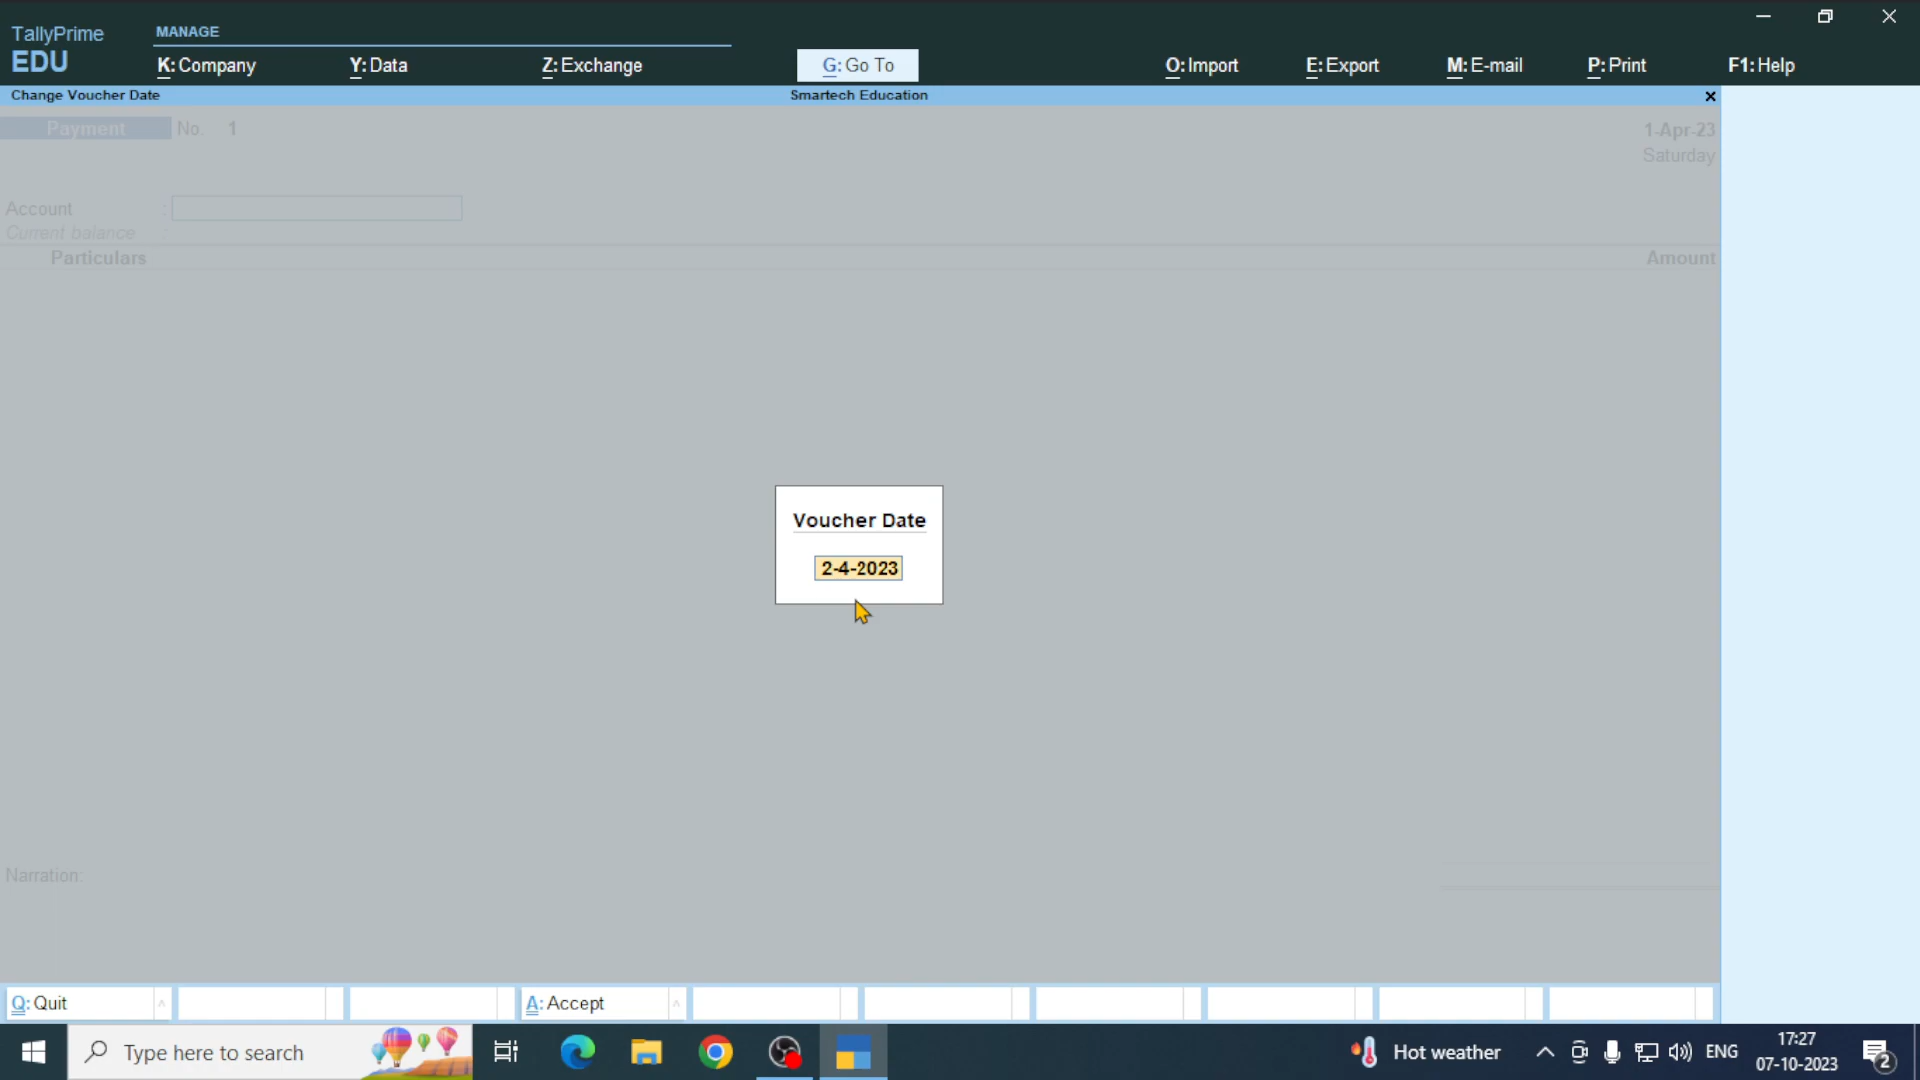 TallyPrime
EDU
MANAGE
K: Company
Y: Data
Z: Exchange
G: Go To
O: Import
E: Export
M: E-mail
P: Print
F1: Help
Change Voucher Date
Smartech Education
Payment No. 1
1-Apr-23
Saturday
Account :
Current balance :
Particulars
Amount
Voucher Date
2-4-2023
Narration:
Q: Quit
A: Accept
Type here to search
Hot weather
ENG
17:27
07-10-2023
2